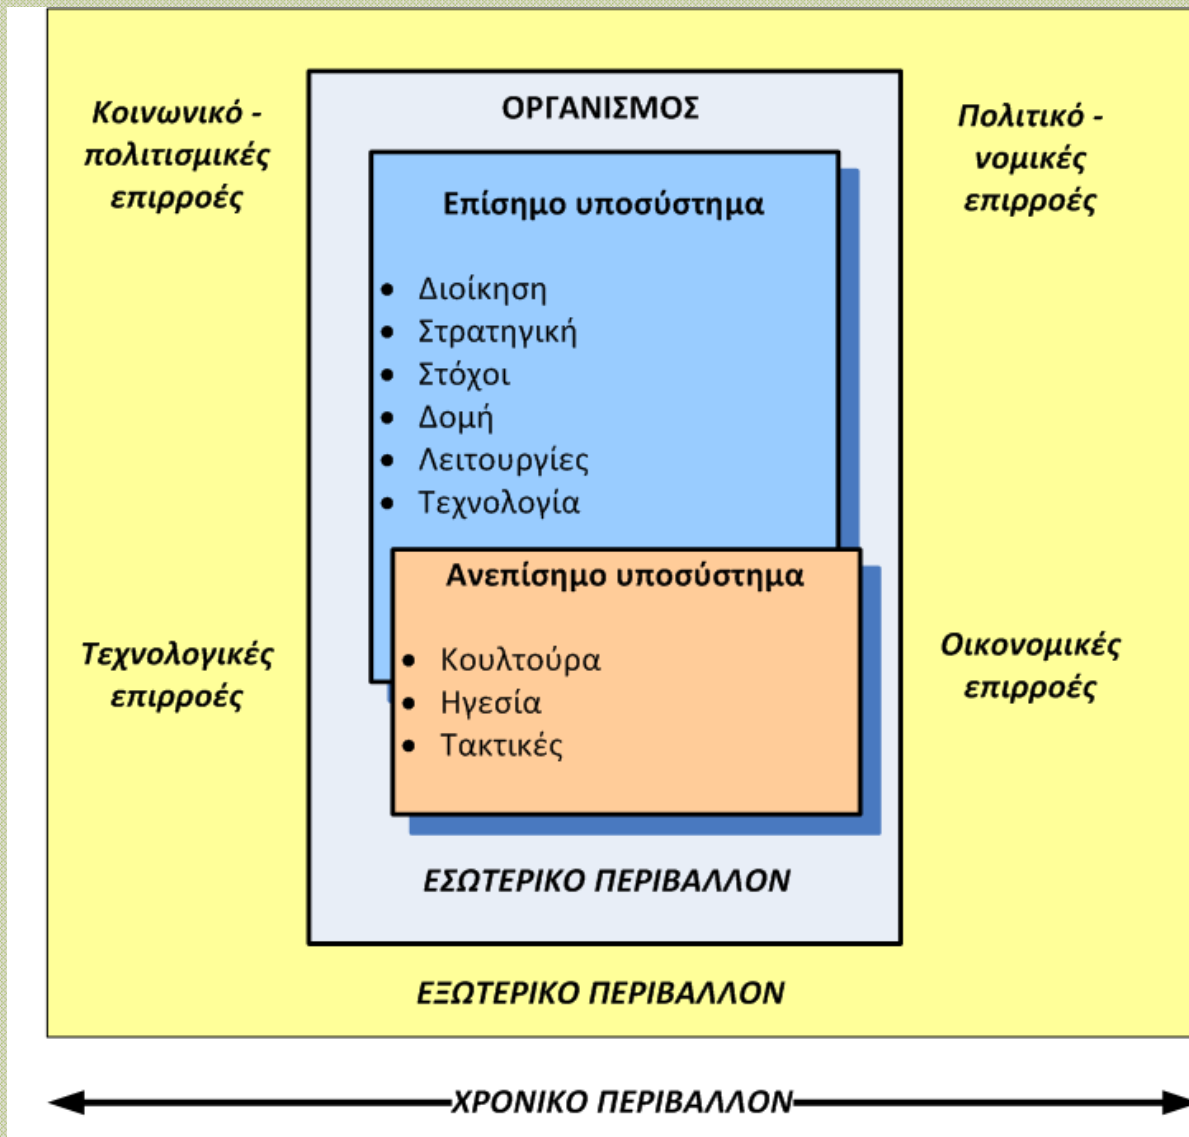 Κοινωνικό -
πολιτισμικές
επιρροές
ΟΡΓΑΝΙΣΜΟΣ
Πολιτικό -
νομικές
επιρροές
Επίσημο υποσύστημα
• Διοίκηση
• Στρατηγική
• Στόχοι
• Δομή
• Λειτουργίες
• Τεχνολογία
Ανεπίσημο υποσύστημα
• Κουλτούρα
• Ηγεσία
• Τακτικές
Τεχνολογικές
επιρροές
Οικονομικές
επιρροές
ΕΣΩΤΕΡΙΚΟ ΠΕΡΙΒΑΛΛΟΝ
ΕΞΩΤΕΡΙΚΟ ΠΕΡΙΒΑΛΛΟΝ
ΧΡΟΝΙΚΟ ΠΕΡΙΒΑΛΛΟΝ